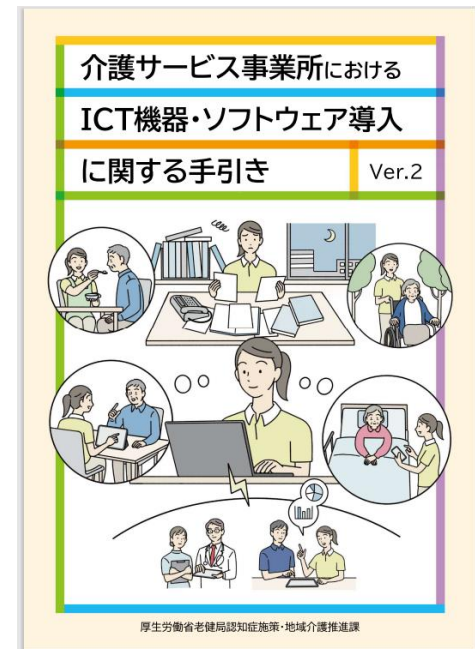 介護サービス事業所における
ICT機器・ソフトウェア導入
に関する手引き
Ver.2
厚生労働省老健局認知症施策・地域介護推進課